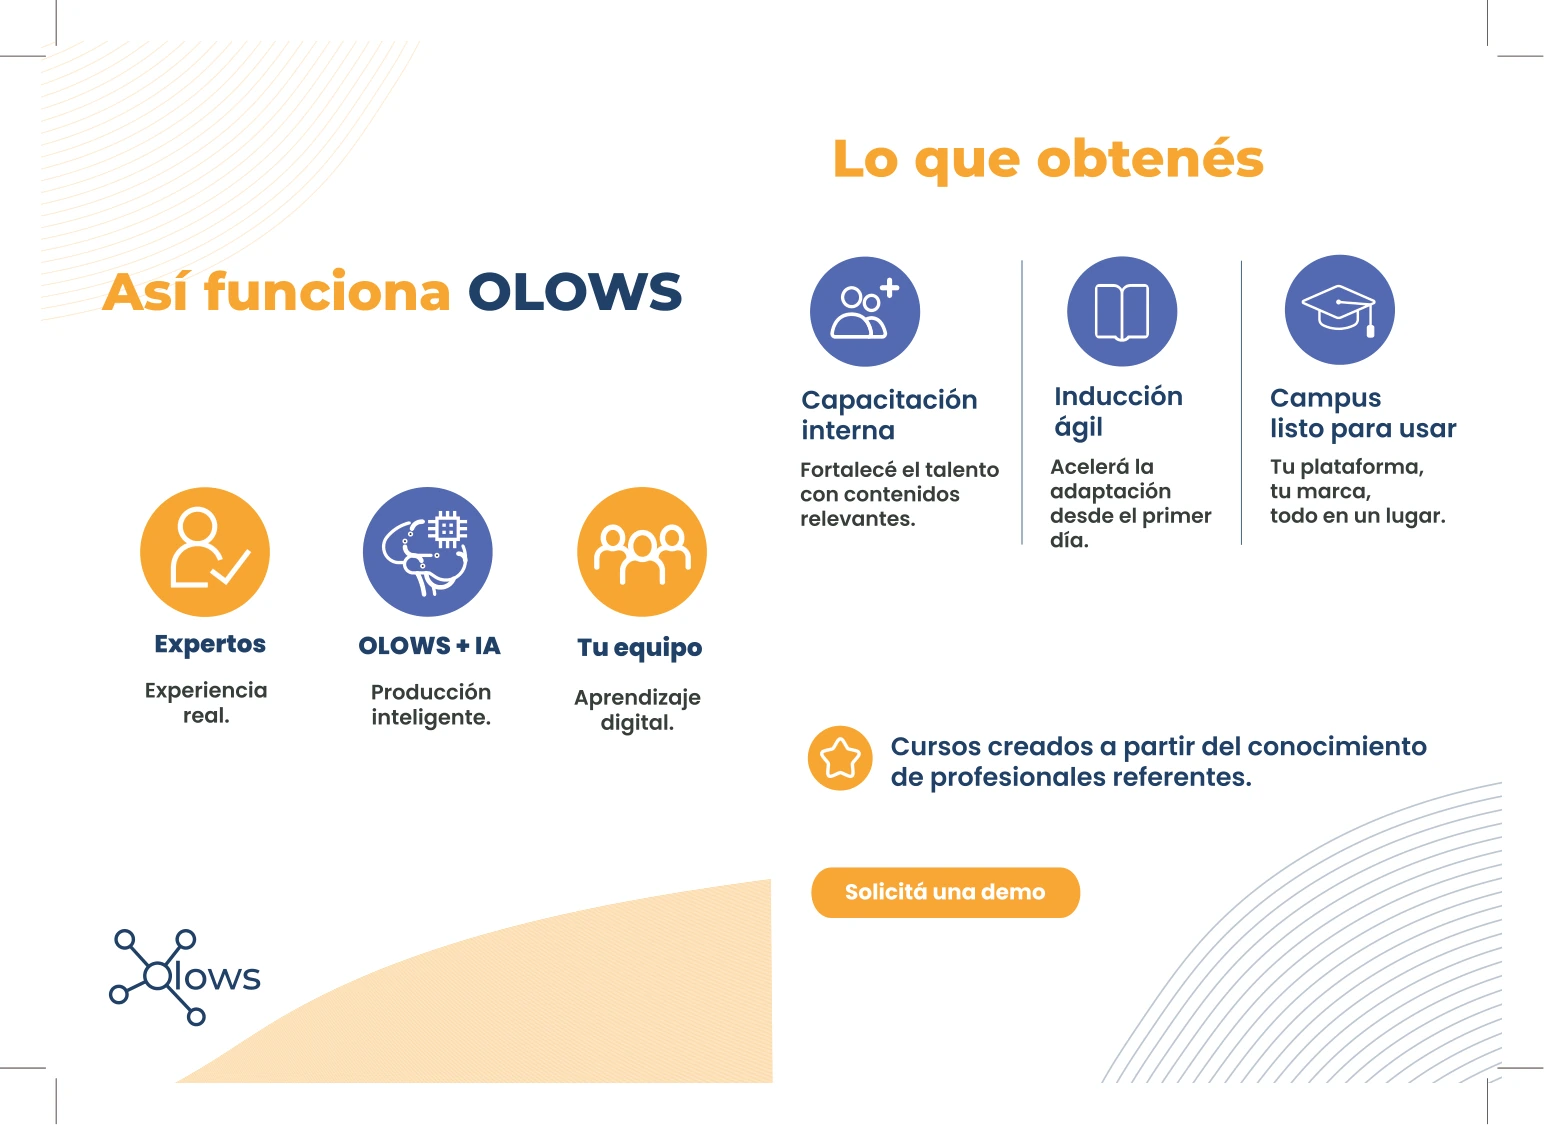 Así funciona OLOWS
Expertos
Experiencia
real.
OLOWS + IA
Producción
inteligente.
Tu equipo
Aprendizaje
digital.
Olows
Lo que obtenés
Capacitación
interna
Fortalecé el talento
con contenidos
relevantes.
Inducción
ágil
Acelerá la
adaptación
desde el primer
día.
Campus
listo para usar
Tu plataforma,
tu marca,
todo en un lugar.
Cursos creados a partir del conocimiento
de profesionales referentes.
Solicitá una demo